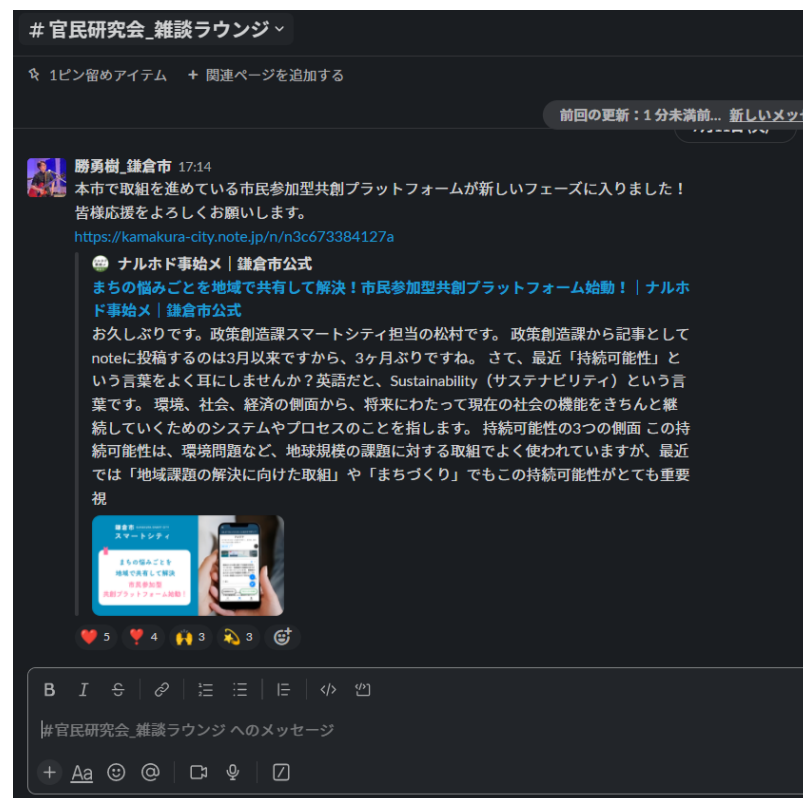 # 官民研究会_雑談ラウンジ
1ピン留めアイテム + 関連ページを追加する
前回の更新：1 分未満前... 新しいメッ
勝勇樹_鎌倉市 17:14
本市で取組を進めている市民参加型共創プラットフォームが新しいフェーズに入りました！
皆様応援をよろしくお願いします。
https://kamakura-city.note.jp/n/n3c673384127a
ナルホド事始メ｜鎌倉市公式
まちの悩みごとを地域で共有して解決！市民参加型共創プラットフォーム始動！｜ナルホ
ド事始メ｜鎌倉市公式
お久しぶりです。政策創造課スマートシティ担当の松村です。 政策創造課から記事として
noteに投稿するのは3月以来ですから、3ヶ月ぶりですね。 さて、最近「持続可能性」と
いう言葉をよく耳にしませんか？英語だと、Sustainability（サステナビリティ）という言
葉です。 環境、社会、経済の側面から、将来にわたって現在の社会の機能をきちんと継
続していくためのシステムやプロセスのことを指します。 持続可能性の3つの側面 この持
続可能性は、環境問題など、地球規模の課題に対する取組でよく使われていますが、最近
では「地域課題の解決に向けた取組」や「まちづくり」でもこの持続可能性がとても重要
視
鎌倉市
スマートシティ
まちの悩みごとを
地域で共有して解決
市民参加型
共創プラットフォーム始動！
5 4 3 3
B I S
#官民研究会_雑談ラウンジ へのメッセージ
+ Aa @